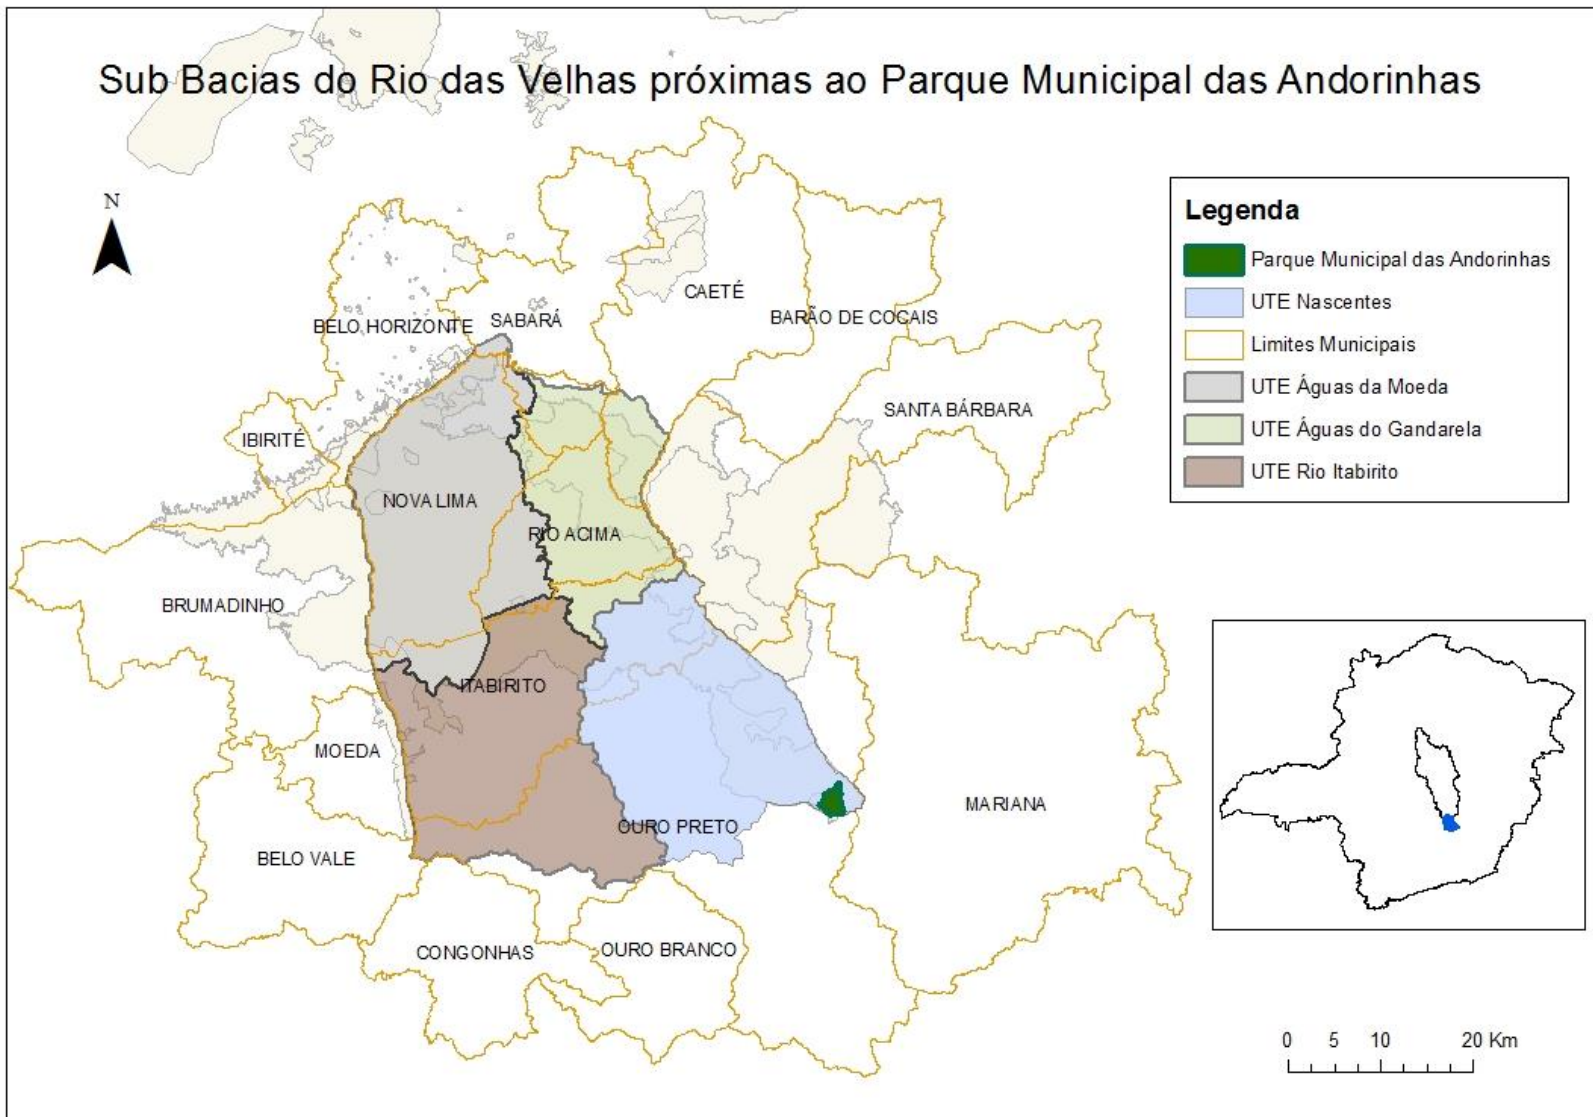 Sub Bacias do Rio das Velhas próximas ao Parque Municipal das Andorinhas
N
Legenda
Parque Municipal das Andorinhas
UTE Nascentes
Limites Municipais
UTE Águas da Moeda
UTE Águas do Gandarela
UTE Rio Itabirito
CAETÉ
BELO HORIZONTE
SABARÁ
BARÃO DE COCAIS
SANTA BÁRBARA
IBIRITÉ
NOVA LIMA
RIO ACIMA
BRUMADINHO
ITABIRITO
MOEDA
MARIANA
OURO PRETO
BELO VALE
CONGONHAS
OURO BRANCO
0 5 10 20 Km